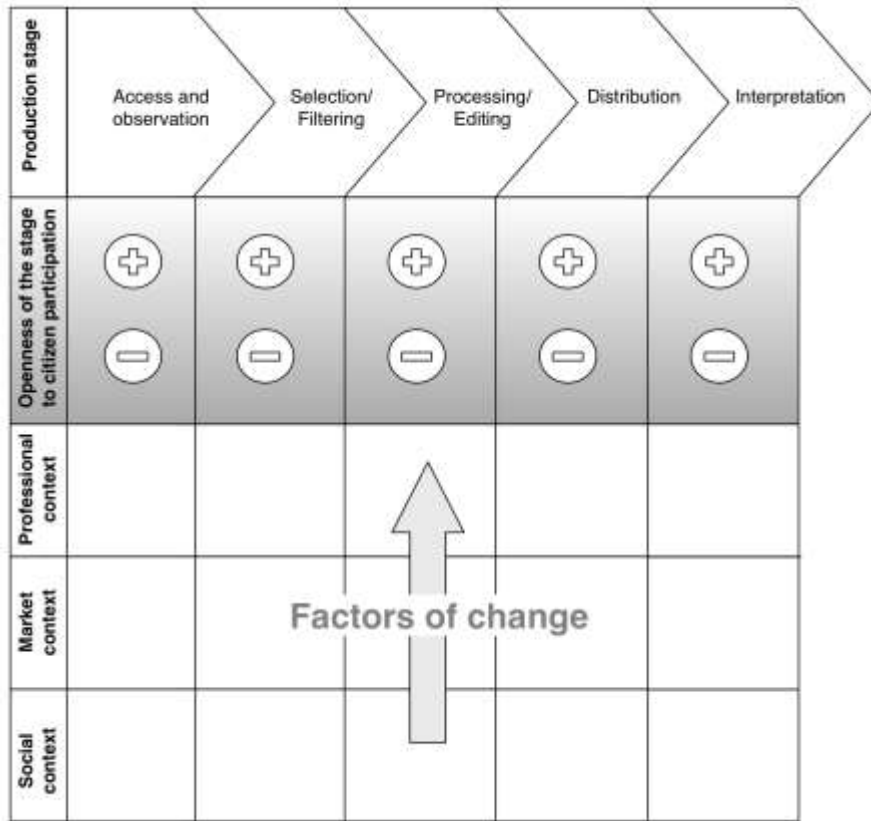 Production stage
Access and
observation
Selection/
Filtering
Processing/
Editing
Distribution
Interpretation
Openness of the stage
to citizen participation
Professional
context
Market
context
Social
context
Factors of change